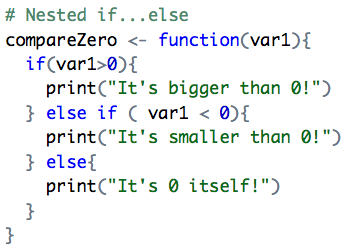 # Nested if...else
compareZero <- function(var1){
  if(var1>0){
    print("It's bigger than 0!")
  } else if ( var1 < 0){
    print("It's smaller than 0!")
  } else{
    print("It's 0 itself!")
  }
}